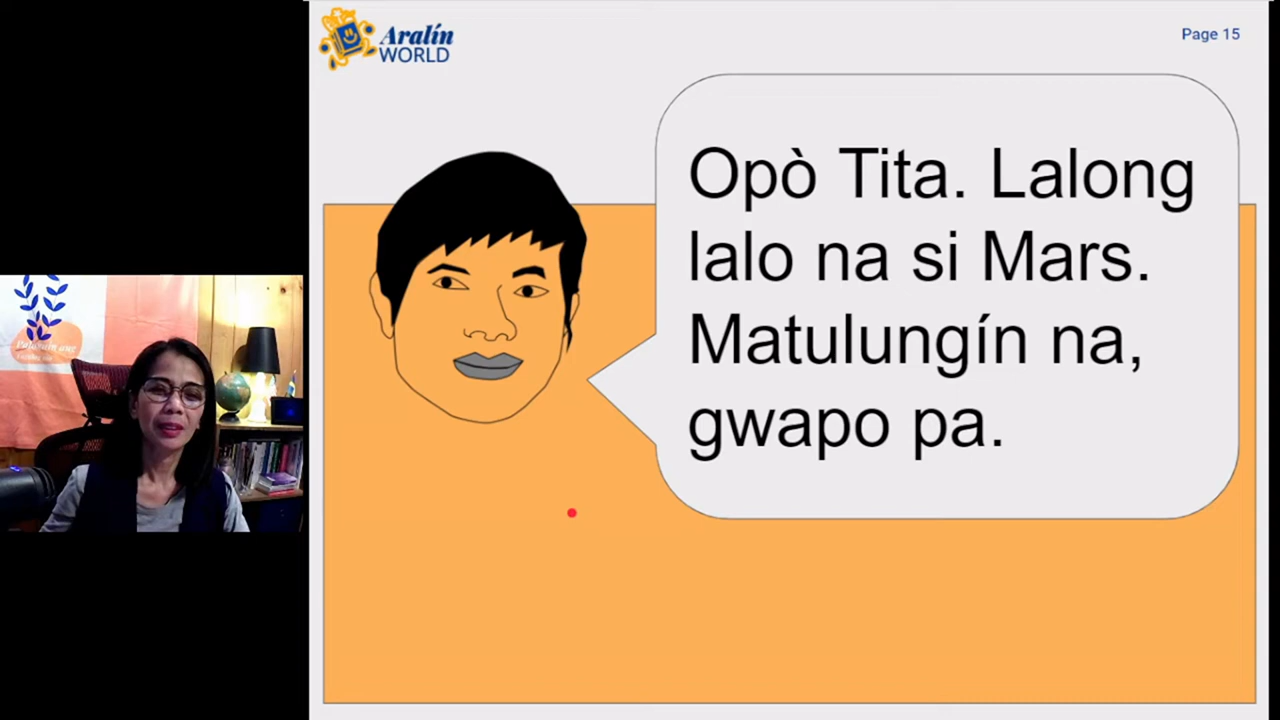 Aralín
WORLD
Page 15
Opò Tita. Lalong
lalo na si Mars.
Matulungín na,
gwapo pa.